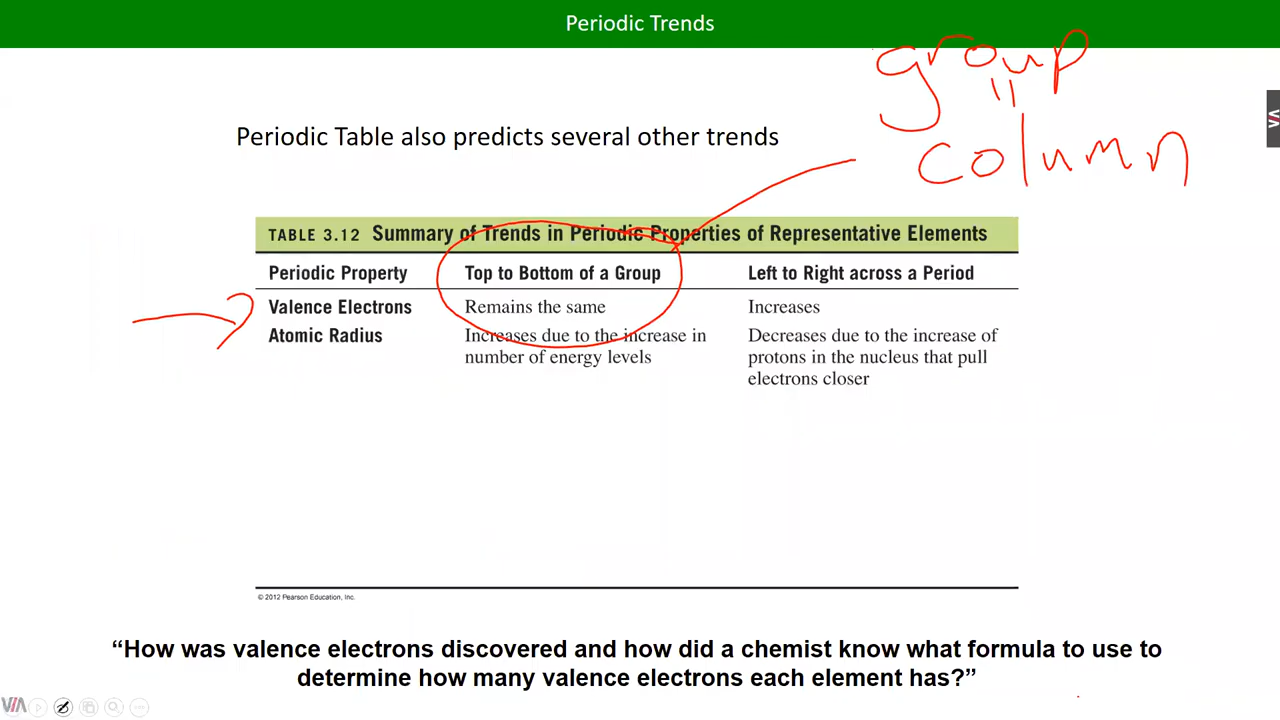 Periodic Trends
group
=
column
Periodic Table also predicts several other trends
TABLE 3.12 Summary of Trends in Periodic Properties of Representative Elements
Periodic Property Top to Bottom of a Group Left to Right across a Period
Valence Electrons Remains the same Increases
Atomic Radius Increases due to the increase in number of energy levels Decreases due to the increase of protons in the nucleus that pull electrons closer
© 2012 Pearson Education, Inc.
“How was valence electrons discovered and how did a chemist know what formula to use to
determine how many valence electrons each element has?”
VIA